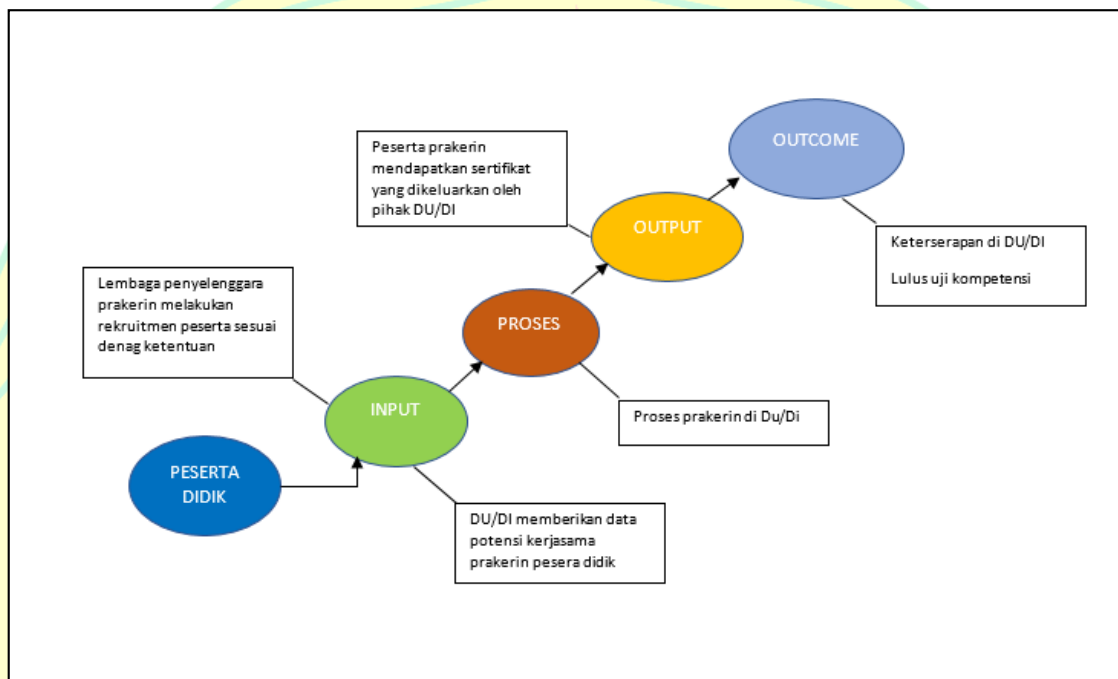 OUTCOME
Peserta prakerin
mendapatkan sertifikat
yang dikeluarkan oleh
pihak DU/DI
OUTPUT
Keterserapan di DU/DI
Lulus uji kompetensi
Lembaga penyelenggara
prakerin melakukan
rekruitmen peserta sesuai
denag ketentuan
PROSES
INPUT
Proses prakerin di Du/Di
PESERTA
DIDIK
DU/DI memberikan data
potensi kerjasama
prakerin pesera didik